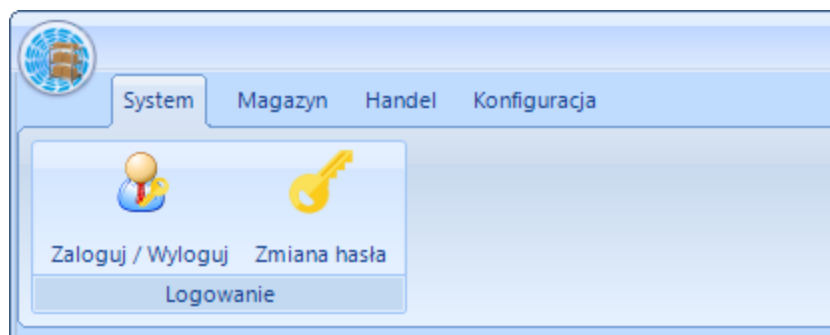 System Magazyn Handel Konfiguracja
Zaloguj / Wyloguj Zmiana hasła
Logowanie